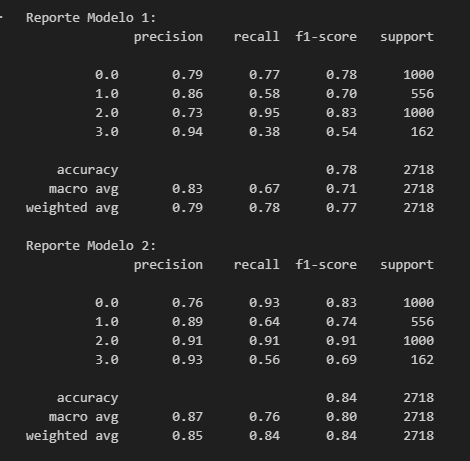 Reporte Modelo 1:
precision recall f1-score support
0.0 0.79 0.77 0.78 1000
1.0 0.86 0.58 0.70 556
2.0 0.73 0.95 0.83 1000
3.0 0.94 0.38 0.54 162
accuracy 0.78 2718
macro avg 0.83 0.67 0.71 2718
weighted avg 0.79 0.78 0.77 2718
Reporte Modelo 2:
precision recall f1-score support
0.0 0.76 0.93 0.83 1000
1.0 0.89 0.64 0.74 556
2.0 0.91 0.91 0.91 1000
3.0 0.93 0.56 0.69 162
accuracy 0.84 2718
macro avg 0.87 0.76 0.80 2718
weighted avg 0.85 0.84 0.84 2718